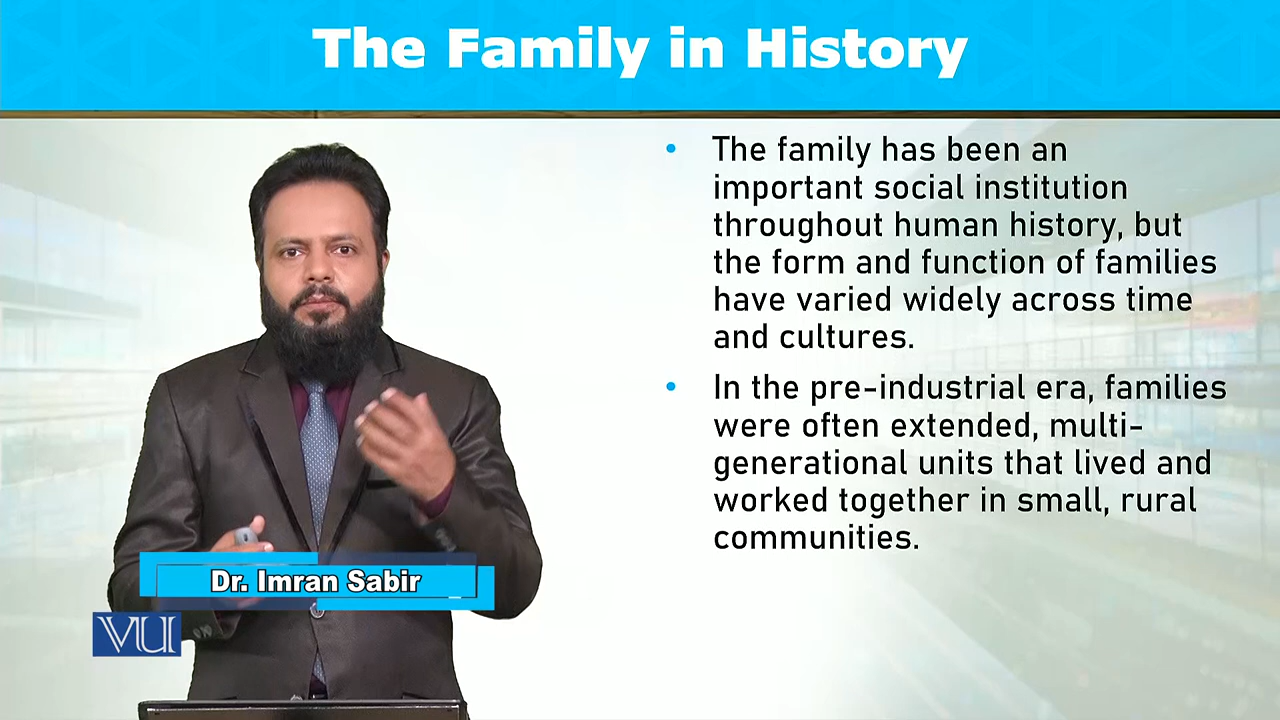 The Family in History
• The family has been an
important social institution
throughout human history, but
the form and function of families
have varied widely across time
and cultures.
• In the pre-industrial era, families
were often extended, multi-
generational units that lived and
worked together in small, rural
communities.
Dr. Imran Sabir
VU